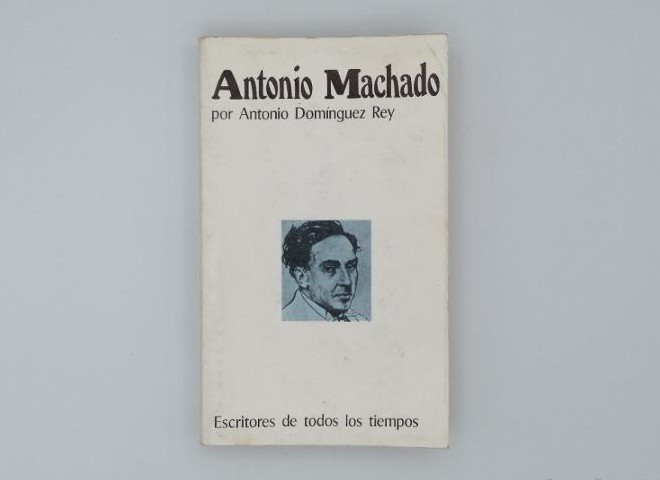 Antonio Machado
por Antonio Domínguez Rey
Escritores de todos los tiempos